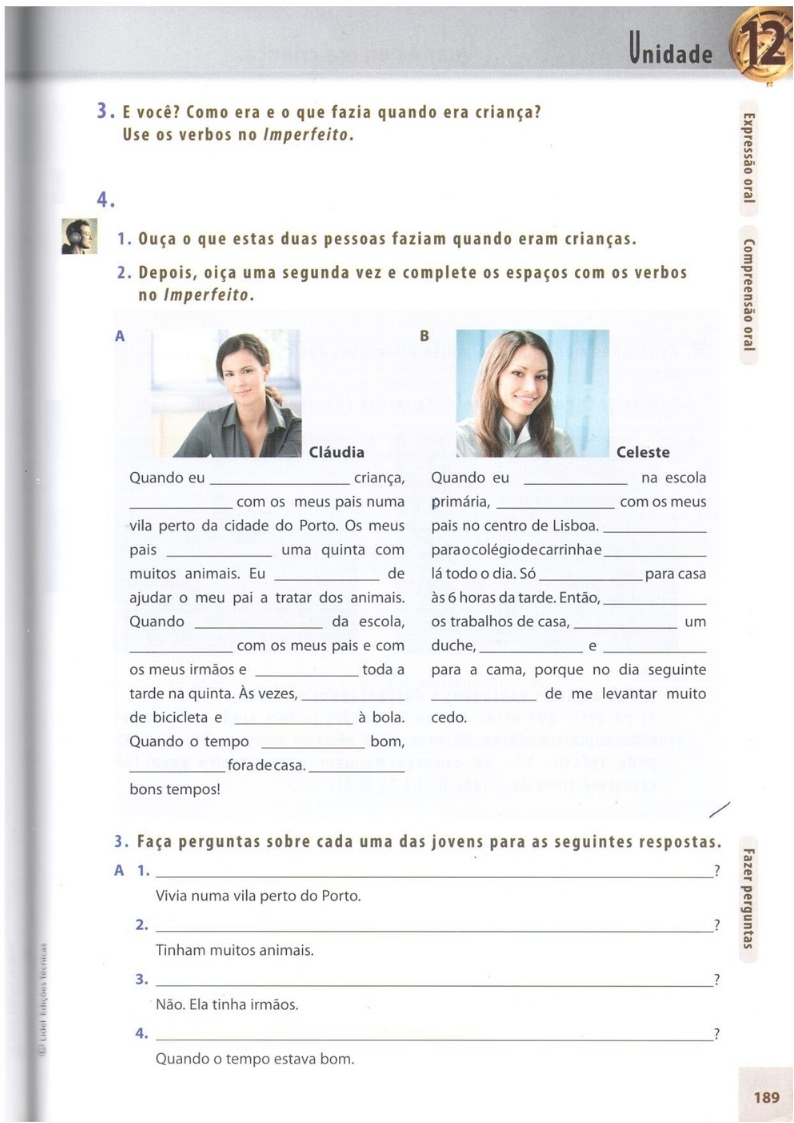 Unidade 12
3. E você? Como era e o que fazia quando era criança?
Use os verbos no Imperfeito.
4.
1. Ouça o que estas duas pessoas faziam quando eram crianças.
2. Depois, oiça uma segunda vez e complete os espaços com os verbos
no Imperfeito.
A
Cláudia
Quando eu ____________ criança,
____________ com os meus pais numa
vila perto da cidade do Porto. Os meus
pais ____________ uma quinta com
muitos animais. Eu ____________ de
ajudar o meu pai a tratar dos animais.
Quando ____________ da escola,
____________ com os meus pais e com
os meus irmãos e ____________ toda a
tarde na quinta. Às vezes, ____________
de bicicleta e ____________ à bola.
Quando o tempo ____________ bom,
____________ fora de casa. ____________
bons tempos!
B
Celeste
Quando eu ____________ na escola
primária, ____________ com os meus
pais no centro de Lisboa. ____________
para o colégio de carrinha e ____________
lá todo o dia. Só ____________ para casa
às 6 horas da tarde. Então, ____________
os trabalhos de casa, ____________ um
duche, ____________ e ____________
para a cama, porque no dia seguinte
____________ de me levantar muito
cedo.
3. Faça perguntas sobre cada uma das jovens para as seguintes respostas.
A 1. ____________?
Vivia numa vila perto do Porto.
2. ____________?
Tinham muitos animais.
3. ____________?
Não. Ela tinha irmãos.
4. ____________?
Quando o tempo estava bom.
Expressão oral
Compreensão oral
Fazer perguntas
© Lidel Edições Técnicas
189